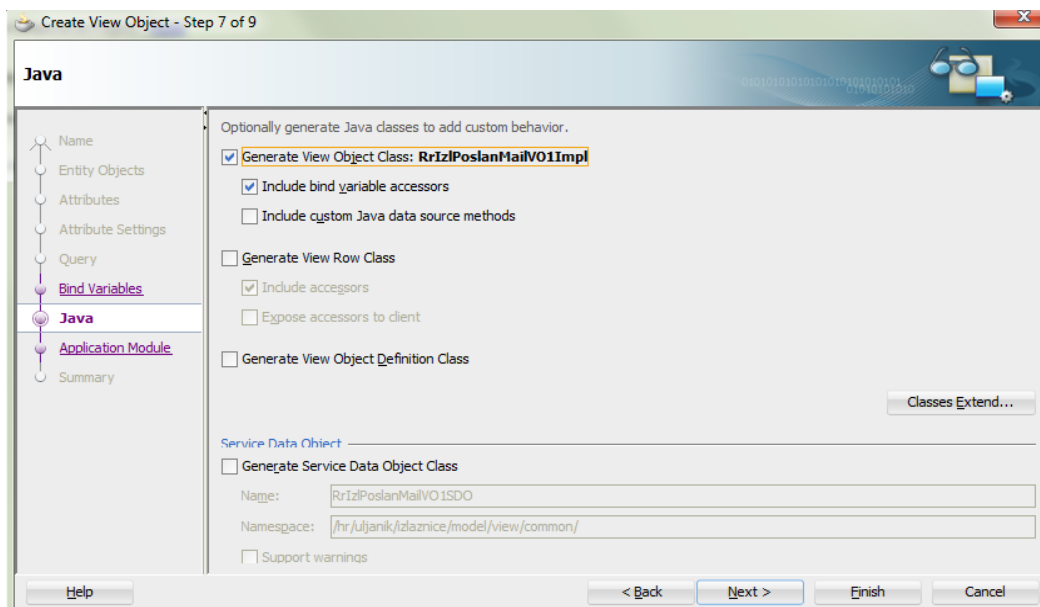 Create View Object - Step 7 of 9
Java
Name
Entity Objects
Attributes
Attribute Settings
Query
Bind Variables
Java
Application Module
Summary
Optionally generate Java classes to add custom behavior.
Generate View Object Class: RrIzlPoslanMailVO1Impl
Include bind variable accessors
Include custom Java data source methods
Generate View Row Class
Include accessors
Expose accessors to client
Generate View Object Definition Class
Classes Extend...
Service Data Object
Generate Service Data Object Class
Name: RrIzlPoslanMailVO1SDO
Namespace: /hr/uljanik/izlaznice/model/view/common/
Support warnings
Help < Back Next > Finish Cancel